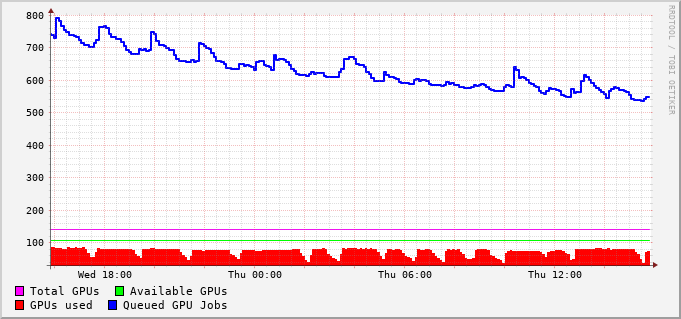 800
700
600
500
400
300
200
100
Wed 18:00 Thu 00:00 Thu 06:00 Thu 12:00
Total GPUs Available GPUs
GPUs used Queued GPU Jobs
RRDTOOL / TOBI OETIKER